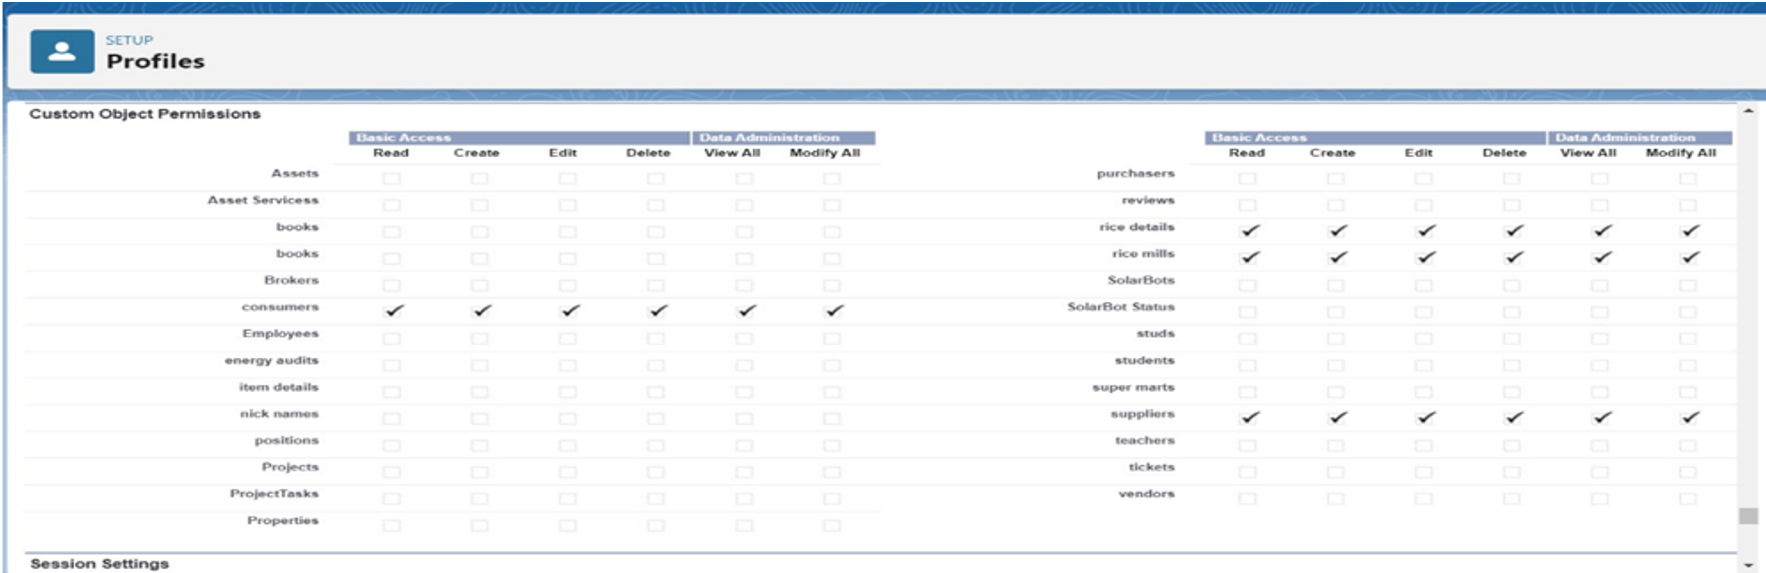 SETUP
Profiles
Custom Object Permissions
Basic Access Data Administration Basic Access Data Administration
Read Create Edit Delete View All Modify All Read Create Edit Delete View All Modify All
Assets purchasers
Asset Servicess reviews
books rice details
books rice mills
Brokers SolarBots
consumers SolarBot Status
Employees studs
energy audits students
item details super marts
nick names suppliers
positions teachers
Projects tickets
ProjectTasks vendors
Properties
Session Settings